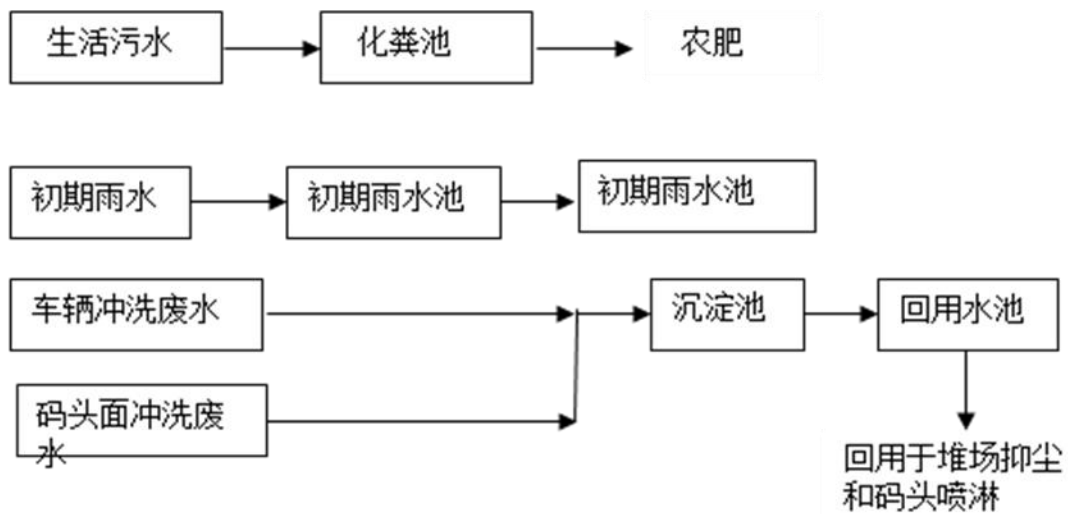 生活污水
化粪池
农肥
初期雨水
初期雨水池
初期雨水池
车辆冲洗废水
沉淀池
回用水池
码头面冲洗废
水
回用于堆场抑尘
和码头喷淋